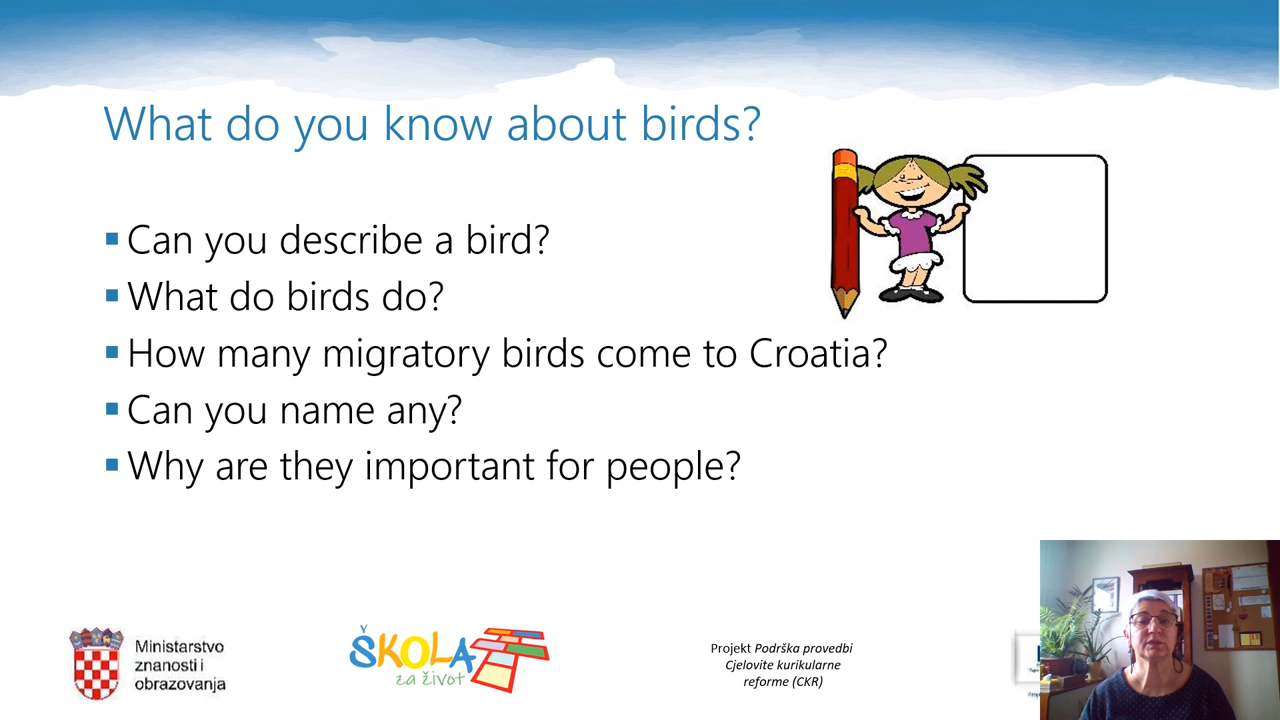 What do you know about birds?
Can you describe a bird?
What do birds do?
How many migratory birds come to Croatia?
Can you name any?
Why are they important for people?
Ministarstvo
znanosti i
obrazovanja
ŠKOLA
za život
Projekt Podrška provedbi
Cjelovite kurikularne
reforme (CKR)